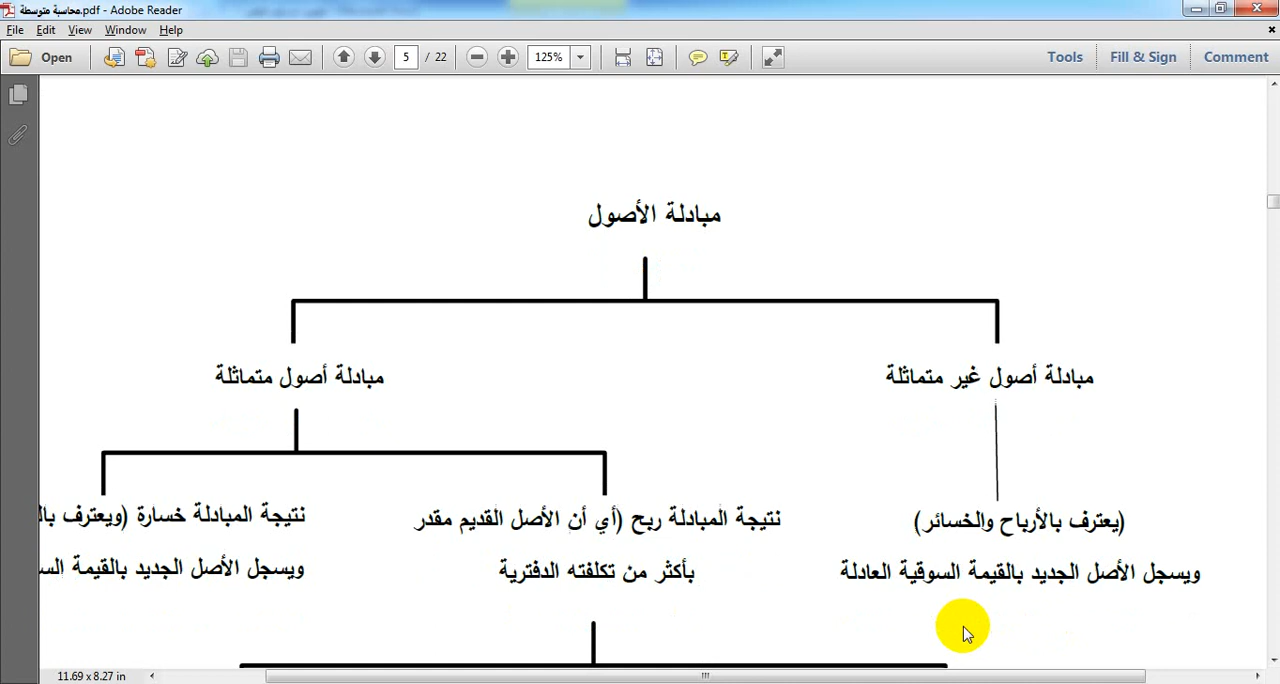 محاسبة متوسطة.pdf - Adobe Reader
File Edit View Window Help
Open 5 / 22 125% Tools Fill & Sign Comment
مبادلة الأصول
مبادلة أصول غير متماثلة
مبادلة أصول متماثلة
(يعترف بالأرباح والخسائر)
ويسجل الأصل الجديد بالقيمة السوقية العادلة
نتيجة المبادلة ربح (أي أن الأصل القديم مقدر
بأكثر من تكلفته الدفترية
نتيجة المبادلة خسارة (ويعترف
ويسجل الأصل الجديد بالقيمة
11.69 x 8.27 in